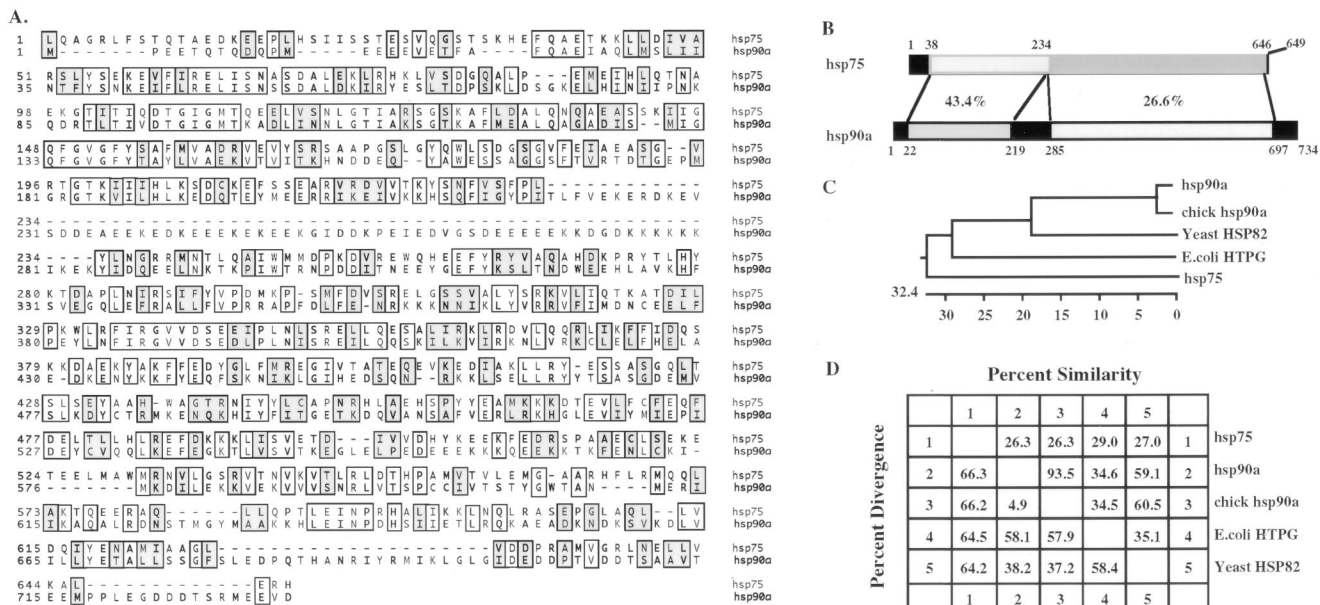 A.
1 LQAGRLFSTQTAEDKEEPLHSIISSTESVQGSTSKHEFQAETKKLLDIVA hsp75
1 M-----PEETQTQDQPM-----EEEEVETFA---FQAEIAQLMSLII hsp90a
51 RSLYSEKEVFIRELISNASDALEKLRHKLVSDGQALP---EMEIHLQTNA hsp75
35 NTFYSNKEIFLRELISNSSDALDKIRYESLTDPSKLDSGKELHINIIPNK hsp90a
98 EKGTITIQDTGIGMTQEELVSNLGTIARSGSKAFLDALQNQAEASSKIIG hsp75
85 QDRTLTIVDTGIGMTKADLINNLGTIAKSGTKAFMEALQAGADIS---MIG hsp90a
148 QFGVGFYSAFMVADRVEVYSRSAAPGSLGYQWLSDGSGVFEIAEASG--V hsp75
133 FGVGFYSAYLVAEKVTVITKHNDDEQ--YAWESSAGGSFTVRTDTGEPM hsp90a
196 RTGTKIIIHLKSDCKEFSSEARVRDVVTKYSNFVSFPL------------ hsp75
181 GRGTKVILHLKEDQTEYMEERRIKEIVKKHSQFIGYPITLFVEKERDKEV hsp90a
234 -------------------------------------------------- hsp75
231 SDDEAEEKEDKEEEKEKEEKGIDDKPEIEDVGSDEEEEKKDGDKKKKKK hsp90a
234 ----YLNGRRMNTLQAIWMMDPKDVREWQHEEFYRYVAQAHDKPRYTLHY hsp75
281 IKEKYIDQEELNKTKPIWTRNPDDITNEEYGEFYKSLTNDWEEHLAVKHF hsp90a
280 KTDAPLNIRSIFYVPDMKP-SMFDVSRELGSSVALYSRKVLIQTKATDIL hsp75
331 SVEGQLEFRALLFVPRRAPFDLFE-NRKKKNNIKLYVRRVFIMDNCEELF hsp90a
329 PKWLRFIRGVVDSEEIPLNLSRELLQESALIRKLRDVLQQRLIKFFIDQS hsp75
380 PEYLNFIRGVVDSEDLPLNISREILQQSKILKVIRKNLVRKCLELFHELA hsp90a
379 KKDAEKYAKFFEDYGLFMREGIVTATEQEVKEDIAKLLRY-ESSASGQLT hsp75
430 E-DKENYKKFYEQFSKNIKLGIHEDSQN--RKKLSELLRYYTSASGDEMV hsp90a
428 SLSEYAAH-WAGTRNIYYLCAPNRHLAEHSPYYEAMKKKDTEVLFCFEQF hsp75
477 SLKDYCTRMKENQKHIYFITGETKDQVANSAFVERLRKHGLEVIYMIEPI hsp90a
477 DELTLLHLREFDKKKLISVETD---IVVDHYKEEKFEDRSPAAECLSEKE hsp75
527 DEYCVQQLKEFEGKTLVSVTKEGLELPEDEEEKKKQEEKKTKFENLCKI- hsp90a
524 TEELMAWMRNVLGSRVTNVKVTLRLDTHPAMVTVLEMG-AARHFLRMQQL hsp75
576 ------MKDILEKKVEKVVVSNRLVTSPCCIVTSTYGWTAN---MERI hsp90a
573 AKTQEERAQ-----LLQPTLEINPRHALIKKLNQLRASEPGLAQL--LV hsp75
615 IKAQALRDNSTMGYMAAKKHLEINPDHSIIETLRQKAEADKNDKSVKDLV hsp90a
615 DQIYENAMIAAGL-----------------VDDPRAMVGRLNELLV hsp75
665 ILLYETALLSSGFSLEDPQTHANRIYRMIKLGLGIDEDDPTVDDTSAAVT hsp90a
644 KAL-------------ERH hsp75
715 EEMPPLEGDDDTSRMEEVD hsp90a
B
1 38 234 646 649
hsp75
43.4% 26.6%
hsp90a
1 22 219 285 697 734
C
hsp90a
chick hsp90a
Yeast HSP82
E.coli HTPG
hsp75
32.4
30 25 20 15 10 5 0
D
Percent Similarity
Percent Divergence
1 2 3 4 5
1 26.3 26.3 29.0 27.0 1 hsp75
2 66.3 93.5 34.6 59.1 2 hsp90a
3 66.2 4.9 34.5 60.5 3 chick hsp90a
4 64.5 58.1 57.9 35.1 4 E.coli HTPG
5 64.2 38.2 37.2 58.4 5 Yeast HSP82
1 2 3 4 5